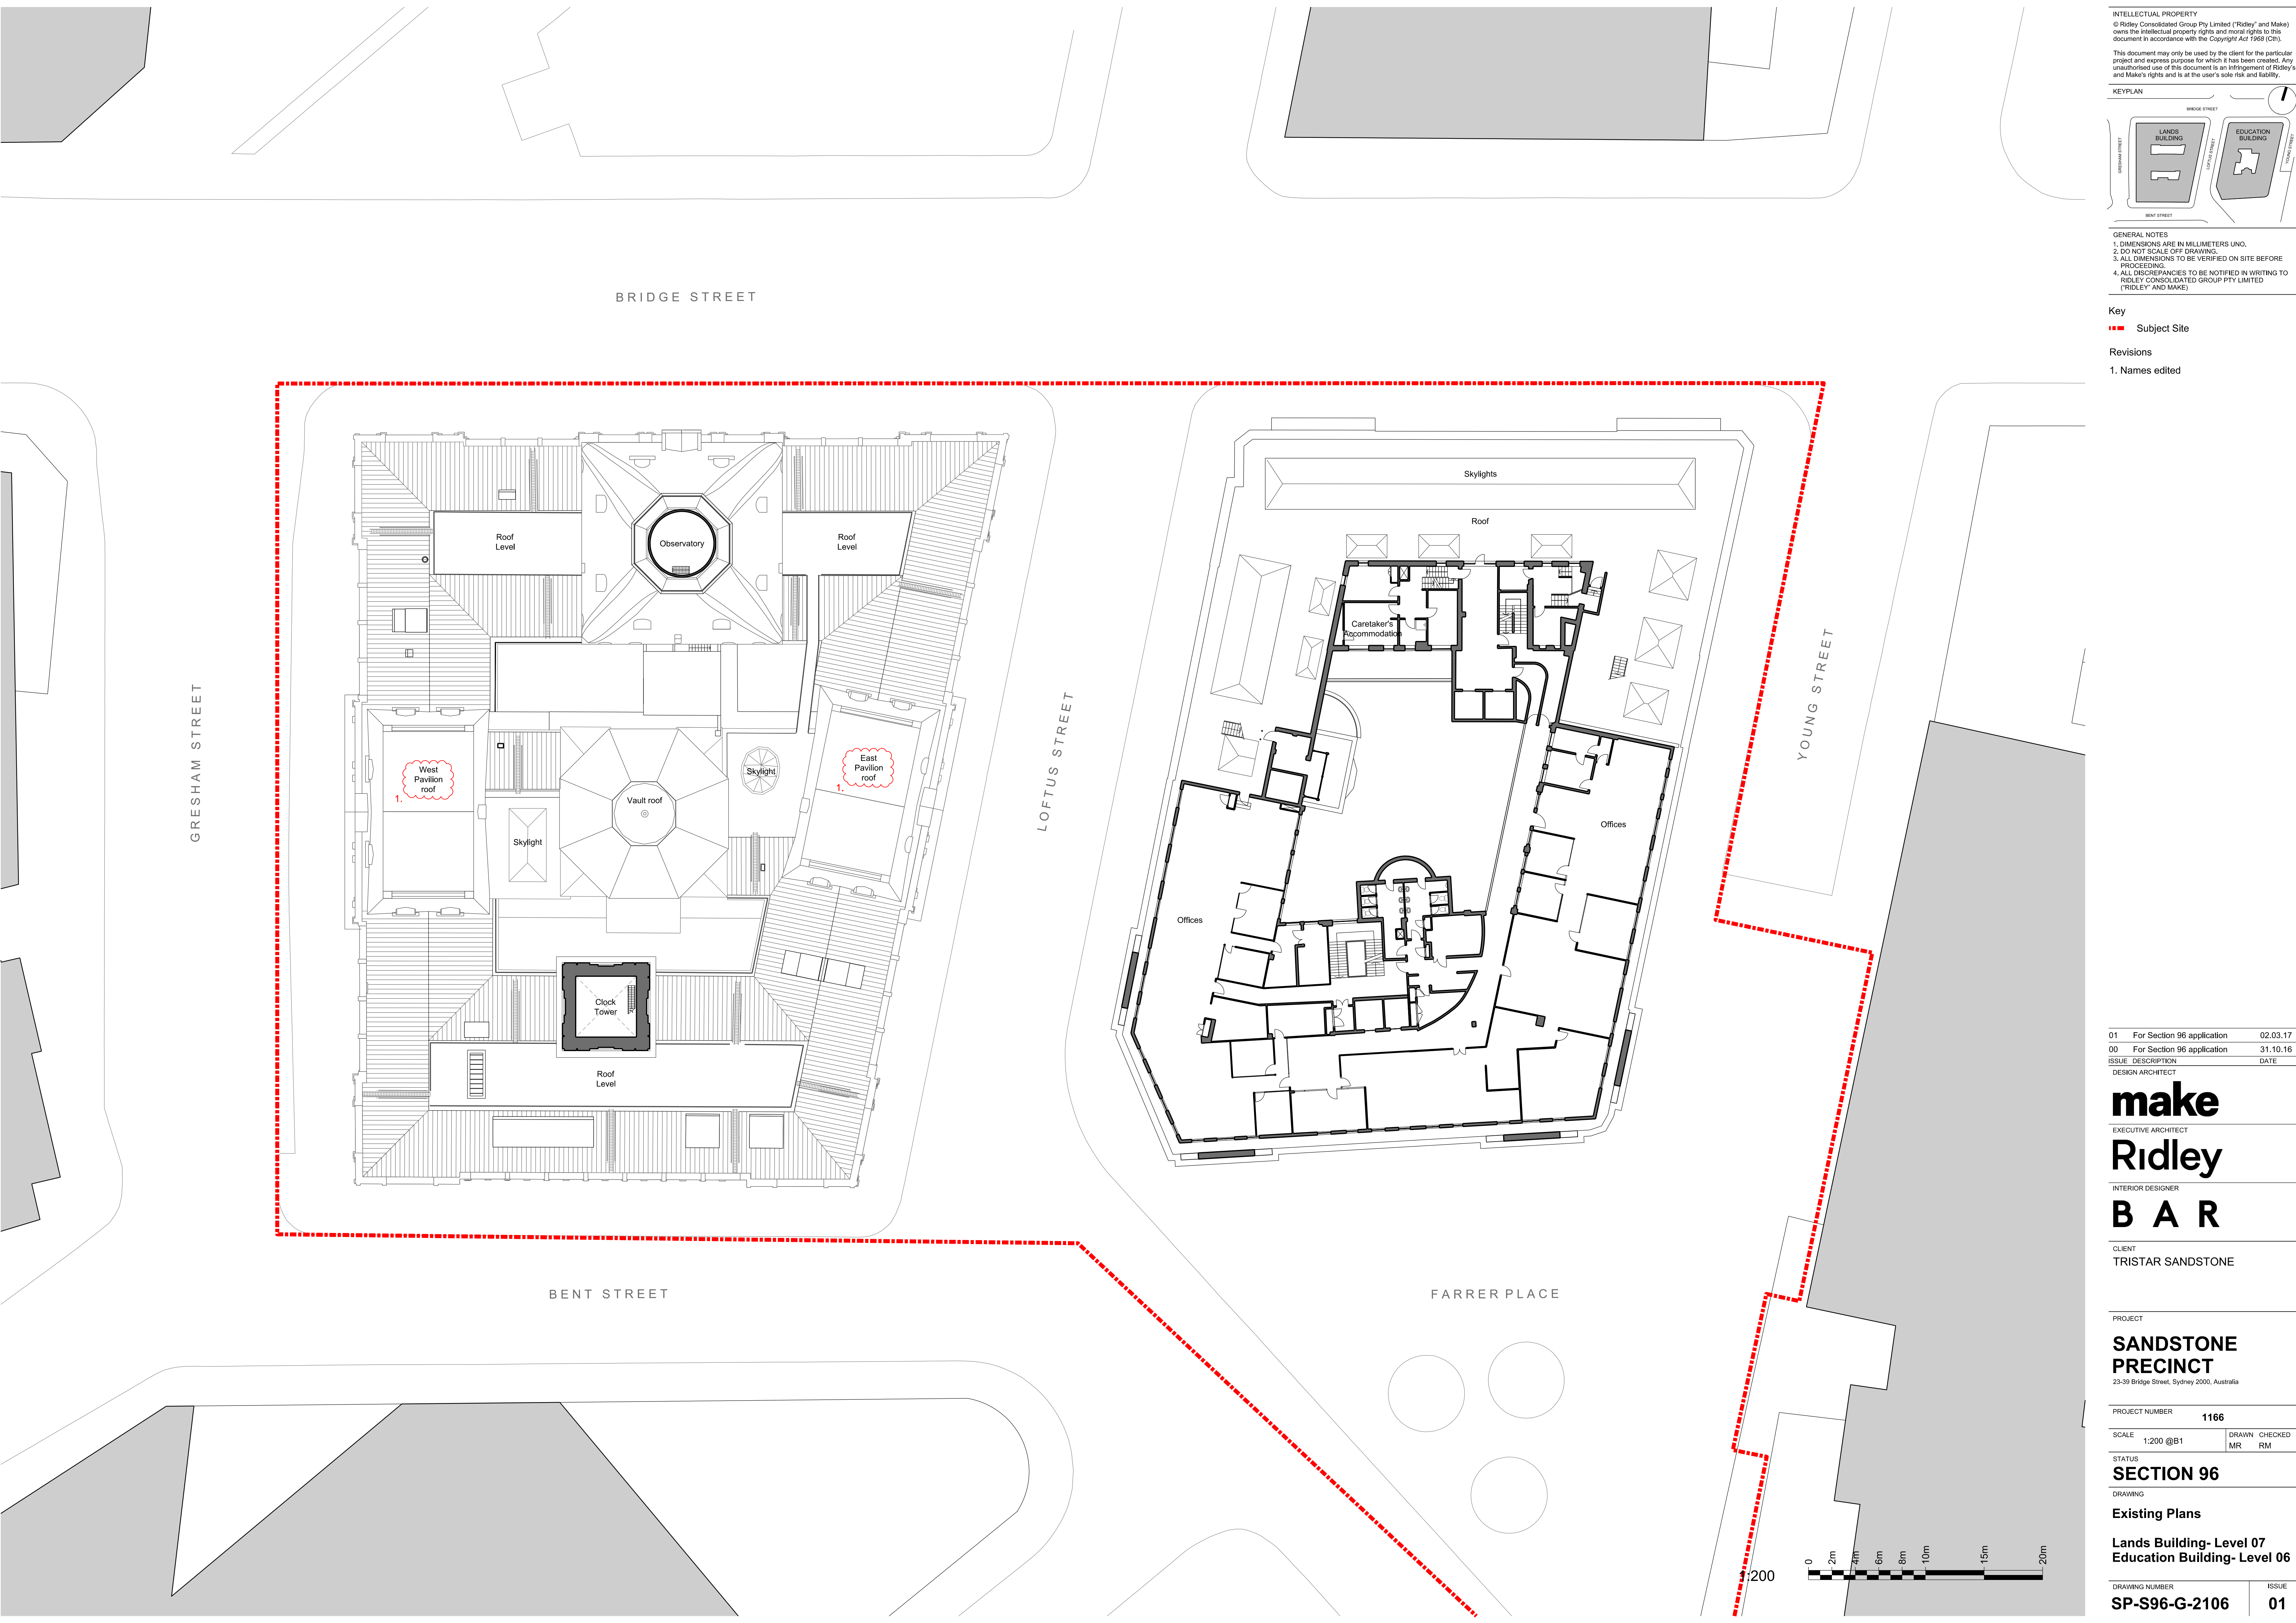 BRIDGE STREET
GRESHAM STREET
LOFTUS STREET
YOUNG STREET
BENT STREET
FARRER PLACE
Roof
Level
Observatory
Roof
Level
West
Pavilion
roof
1.
East
Pavilion
roof
1.
Skylight
Vault roof
Skylight
Clock
Tower
Roof
Level
Skylights
Roof
Caretaker's
Accommodation
Offices
Offices
1:200
0
2m
4m
6m
8m
10m
15m
20m
INTELLECTUAL PROPERTY
© Ridley Consolidated Group Pty Limited ("Ridley" and Make)
owns the intellectual property rights and moral rights to this
document in accordance with the Copyright Act 1968 (Cth).
This document may only be used by the client for the particular
project and express purpose for which it has been created. Any
unauthorised use of this document is an infringement of Ridley's
and Make's rights and is at the user's sole risk and liability.
KEYPLAN
BRIDGE STREET
LANDS
BUILDING
EDUCATION
BUILDING
GRESHAM STREET
LOFTUS STREET
YOUNG STREET
BENT STREET
GENERAL NOTES
1. DIMENSIONS ARE IN MILLIMETERS UNO.
2. DO NOT SCALE OFF DRAWING.
3. ALL DIMENSIONS TO BE VERIFIED ON SITE BEFORE
PROCEEDING.
4. ALL DISCREPANCIES TO BE NOTIFIED IN WRITING TO
RIDLEY CONSOLIDATED GROUP PTY LIMITED
("RIDLEY" AND MAKE)
Key
Subject Site
Revisions
1. Names edited
01 For Section 96 application 02.03.17
00 For Section 96 application 31.10.16
ISSUE DESCRIPTION DATE
DESIGN ARCHITECT
make
EXECUTIVE ARCHITECT
Ridley
INTERIOR DESIGNER
BAR
CLIENT
TRISTAR SANDSTONE
PROJECT
SANDSTONE
PRECINCT
23-39 Bridge Street, Sydney 2000, Australia
PROJECT NUMBER
1166
SCALE
1:200 @B1
DRAWN CHECKED
MR RM
STATUS
SECTION 96
DRAWING
Existing Plans
Lands Building- Level 07
Education Building- Level 06
DRAWING NUMBER
SP-S96-G-2106
ISSUE
01